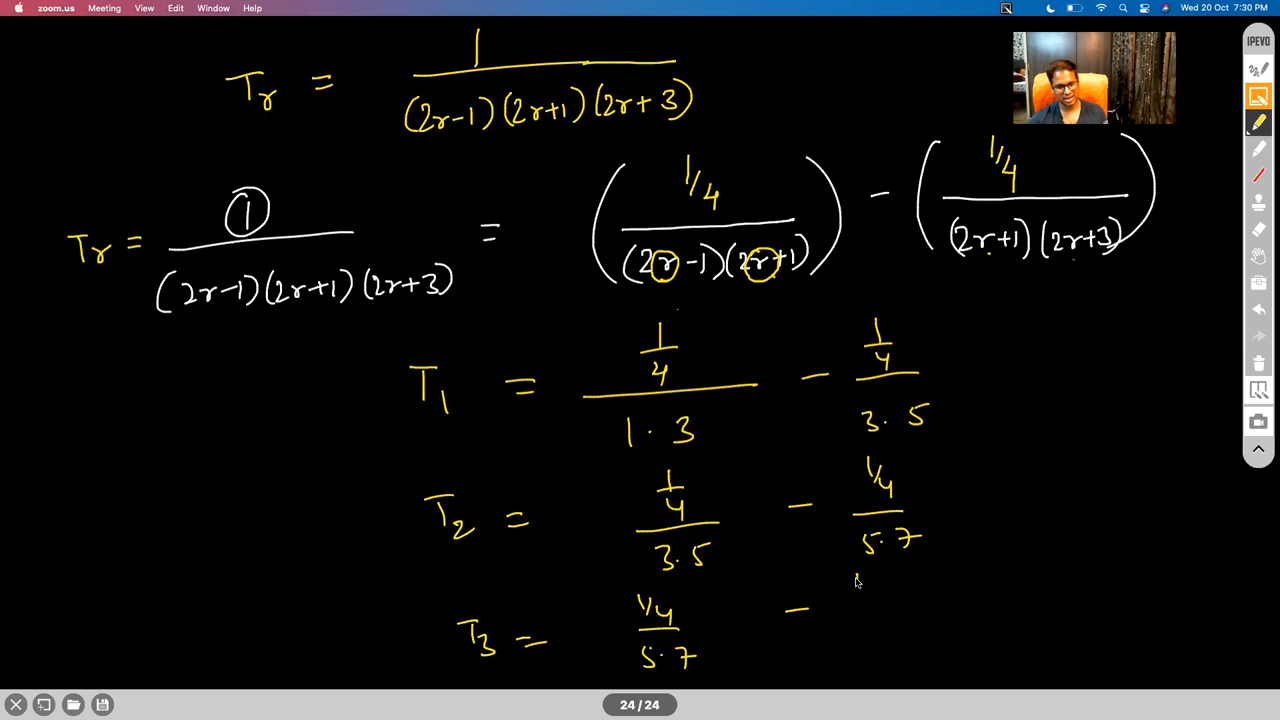 zoom.us Meeting View Edit Window Help Wed 20 Oct 7:30 PM
IPEVO
Tr = 1 / (2r-1)(2r+1)(2r+3)
Tr = 1 / (2r-1)(2r+1)(2r+3) = ( 1/4 / (2r-1)(2r+1) ) - ( 1/4 / (2r+1)(2r+3) )
T1 = 1/4 / 1·3 - 1/4 / 3·5
T2 = 1/4 / 3·5 - 1/4 / 5·7
T3 = 1/4 / 5·7 -
24 / 24